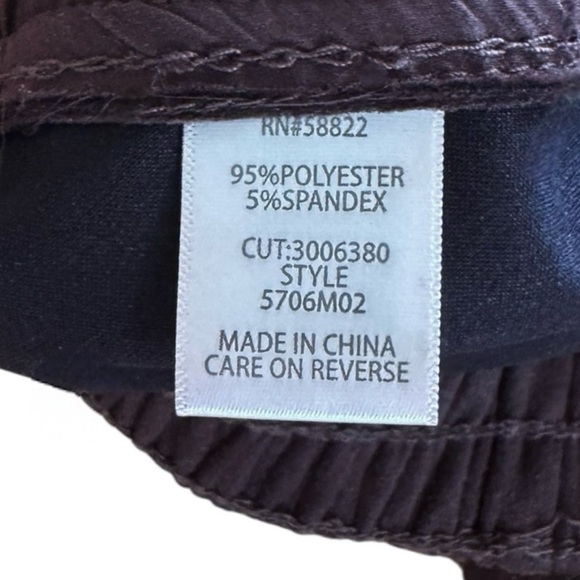 RN#58822
95%POLYESTER
5%SPANDEX
CUT:3006380
STYLE
5706M02
MADE IN CHINA
CARE ON REVERSE